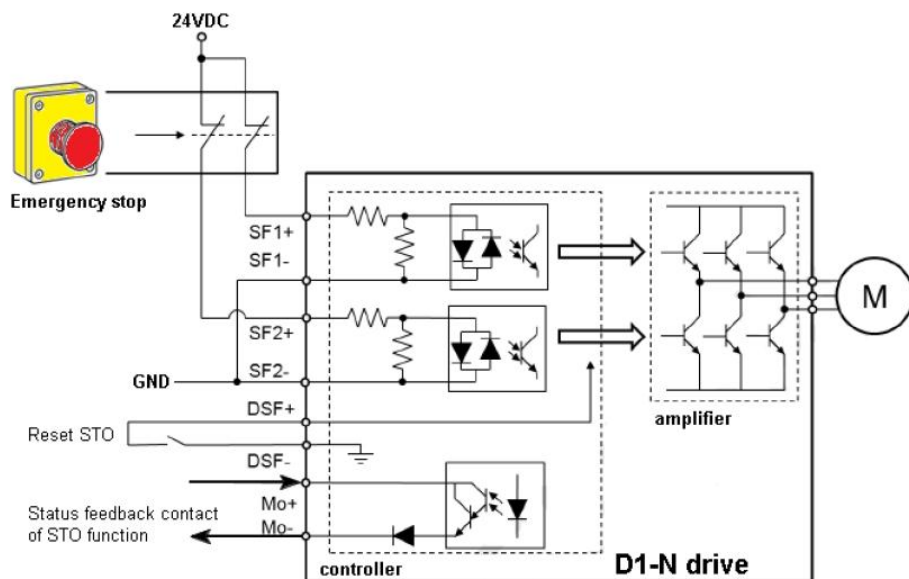 24VDC
Emergency stop
SF1+
SF1-
SF2+
GND
SF2-
DSF+
Reset STO
DSF-
Mo+
Status feedback contact
of STO function
Mo-
controller
amplifier
M
D1-N drive